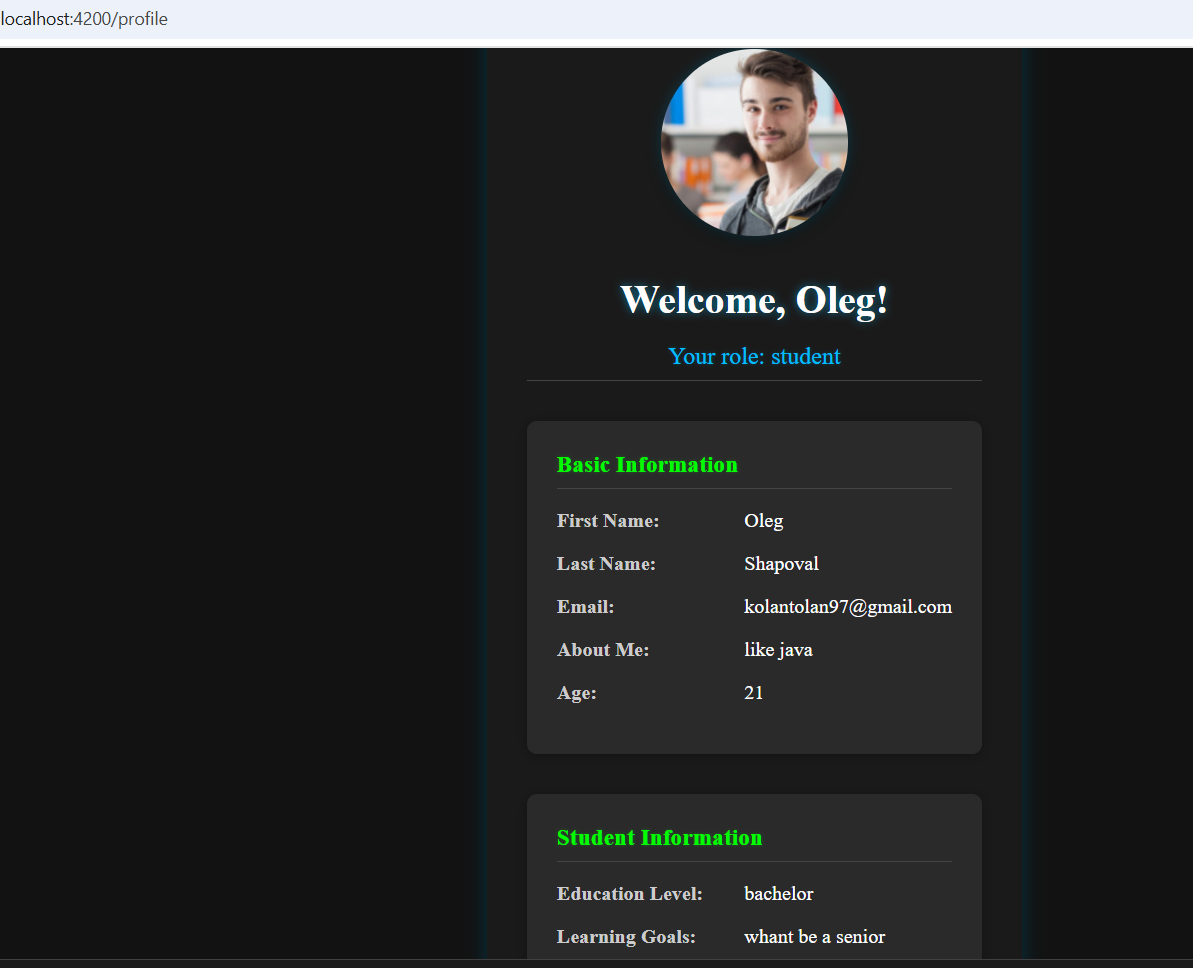 localhost:4200/profile
Welcome, Oleg!
Your role: student
Basic Information
First Name: Oleg
Last Name: Shapoval
Email: kolantolan97@gmail.com
About Me: like java
Age: 21
Student Information
Education Level: bachelor
Learning Goals: whant be a senior